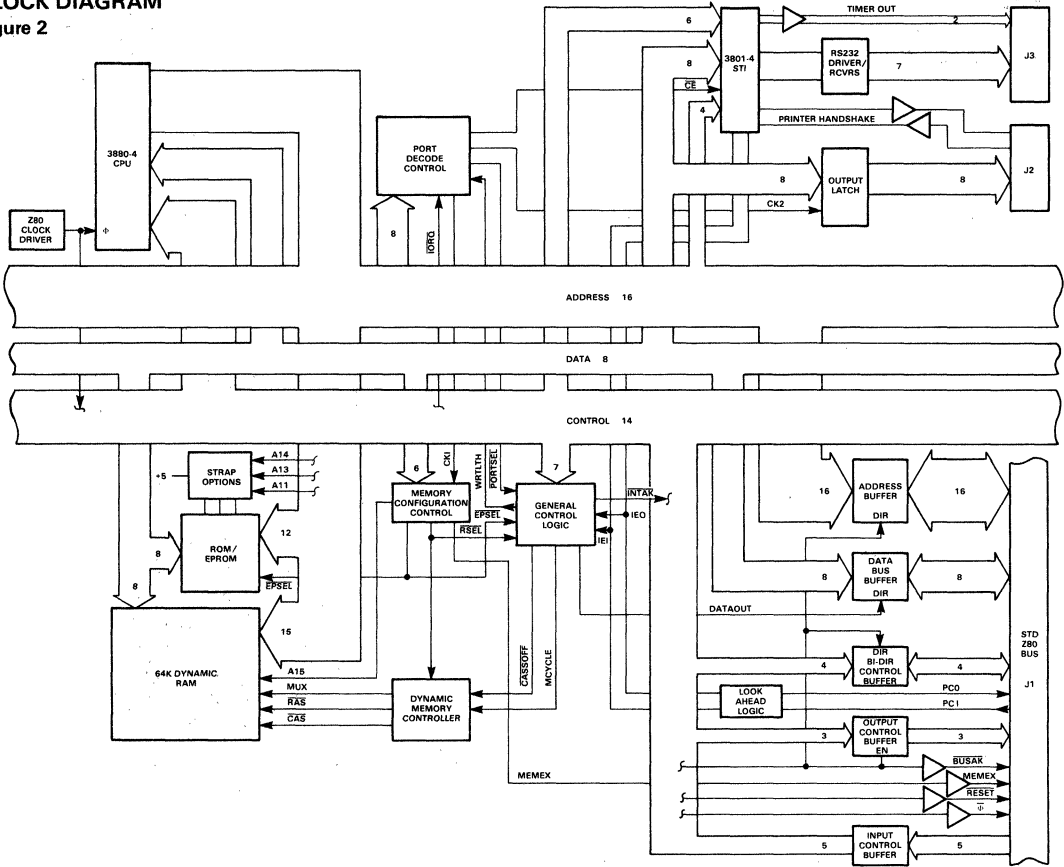 LOCK DIAGRAM
gure 2
TIMER OUT
2
6
3801-4
STI
J3
RS232
DRIVER/
RCVRS
7
8
CE
4
PRINTER HANDSHAKE
3880-4
CPU
PORT
DECODE
CONTROL
8
OUTPUT
LATCH
8
J2
CK2
Z80
CLOCK
DRIVER
Φ
8
IORQ
ADDRESS 16
DATA 8
CONTROL 14
A14
A13
A11
+5
STRAP
OPTIONS
6
CKI
WRTLTH
PORTSEL
7
MEMORY
CONFIGURATION
CONTROL
EPSEL
RSEL
GENERAL
CONTROL
LOGIC
INTAK
IEO
IEI
16
ADDRESS
BUFFER
DIR
16
ROM/
EPROM
12
8
EPSEL
8
8
DATA
BUS
BUFFER
DIR
8
DATAOUT
15
64K DYNAMIC
RAM
A15
MUX
RAS
CAS
DYNAMIC
MEMORY
CONTROLLER
CASSOFF
MCYCLE
STD
Z80
BUS
J1
4
DIR
BI-DIR
CONTROL
BUFFER
4
LOOK
AHEAD
LOGIC
PC0
PC1
3
OUTPUT
CONTROL
BUFFER
EN
3
BUSAK
MEMEX
MEMEX
RESET
Φ
5
INPUT
CONTROL
BUFFER
5